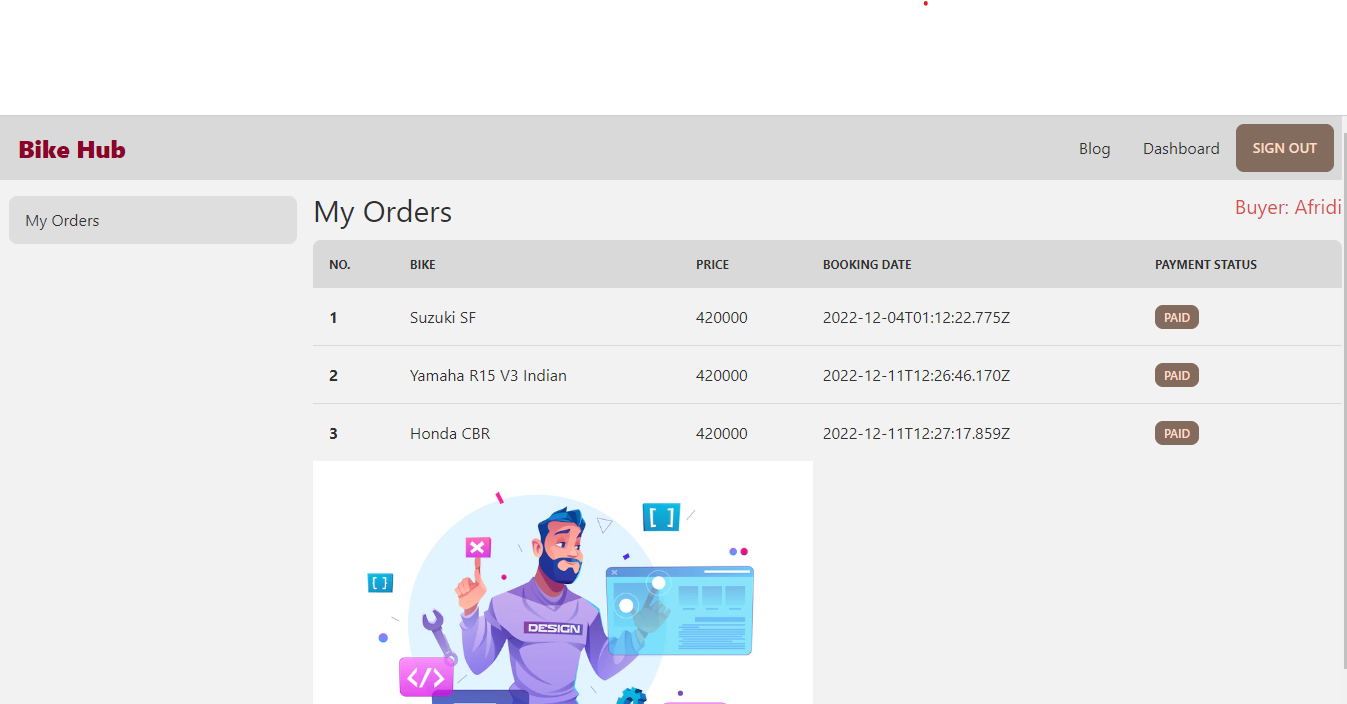 Bike Hub
Blog Dashboard SIGN OUT
My Orders
My Orders
Buyer: Afridi
NO. BIKE PRICE BOOKING DATE PAYMENT STATUS
1 Suzuki SF 420000 2022-12-04T01:12:22.775Z PAID
2 Yamaha R15 V3 Indian 420000 2022-12-11T12:26:46.170Z PAID
3 Honda CBR 420000 2022-12-11T12:27:17.859Z PAID
[ ]
[ ]
DESIGN
</>